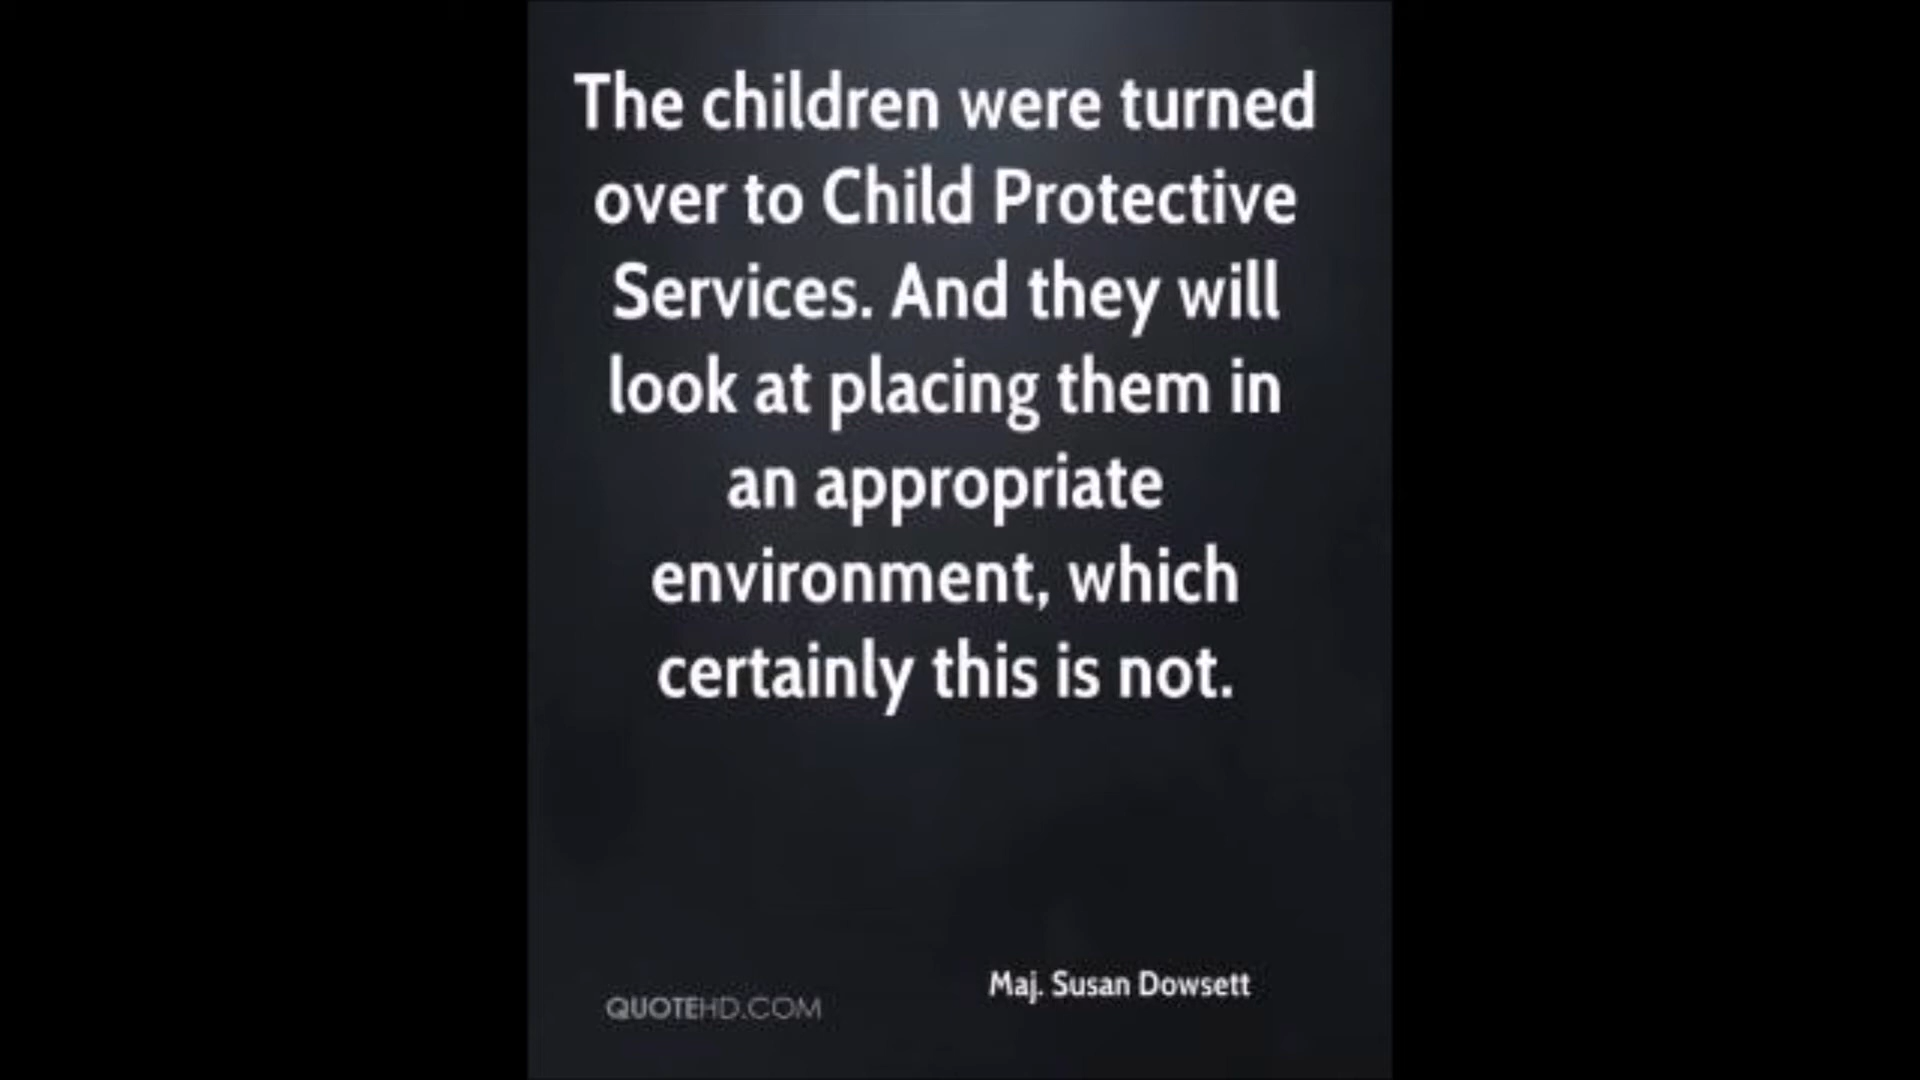 The children were turned
over to Child Protective
Services. And they will
look at placing them in
an appropriate
environment, which
certainly this is not.
Maj. Susan Dowsett
QUOTEHD.COM